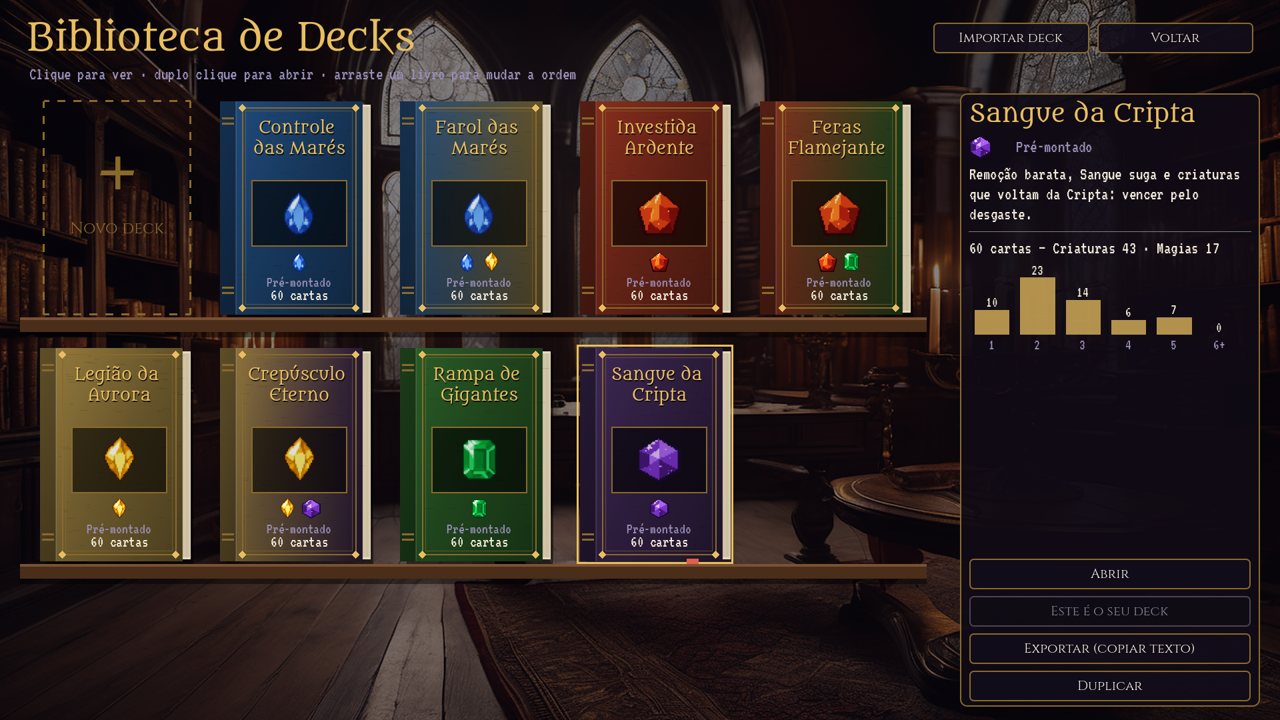 Biblioteca de Decks
IMPORTAR DECK
VOLTAR
Clique para ver · duplo clique para abrir · arraste um livro para mudar a ordem
+
NOVO DECK
Controle
das Marés
Pré-montado
60 cartas
Farol das
Marés
Pré-montado
60 cartas
Investida
Ardente
Pré-montado
60 cartas
Feras
Flamejante
Pré-montado
60 cartas
Legião da
Aurora
Pré-montado
60 cartas
Crepúsculo
Eterno
Pré-montado
60 cartas
Rampa de
Gigantes
Pré-montado
60 cartas
Sangue da
Cripta
Pré-montado
60 cartas
Sangue da Cripta
Pré-montado
Remoção barata, Sangue suga e criaturas
que voltam da Cripta: vencer pelo
desgaste.
60 cartas – Criaturas 43 · Magias 17
10 23 14 6 7 0
1 2 3 4 5 6+
ABRIR
ESTE É O SEU DECK
EXPORTAR (COPIAR TEXTO)
DUPLICAR